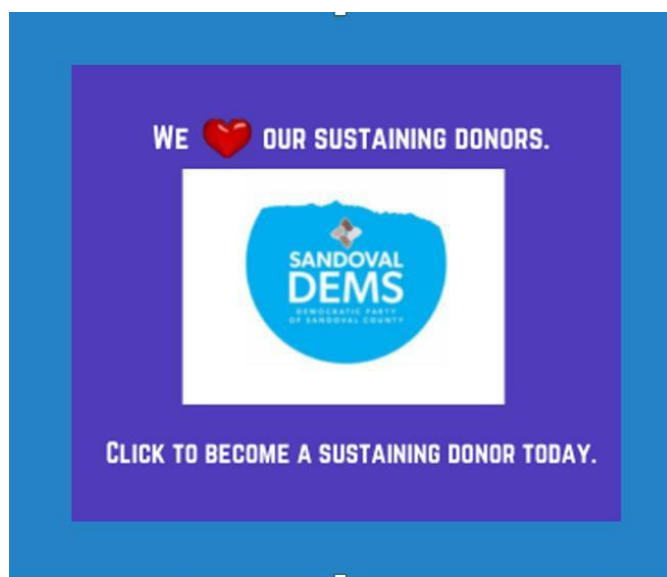 We our sustaining donors.
SANDOVAL
DEMS
DEMOCRATIC PARTY
OF SANDOVAL COUNTY
Click to become a sustaining donor today.